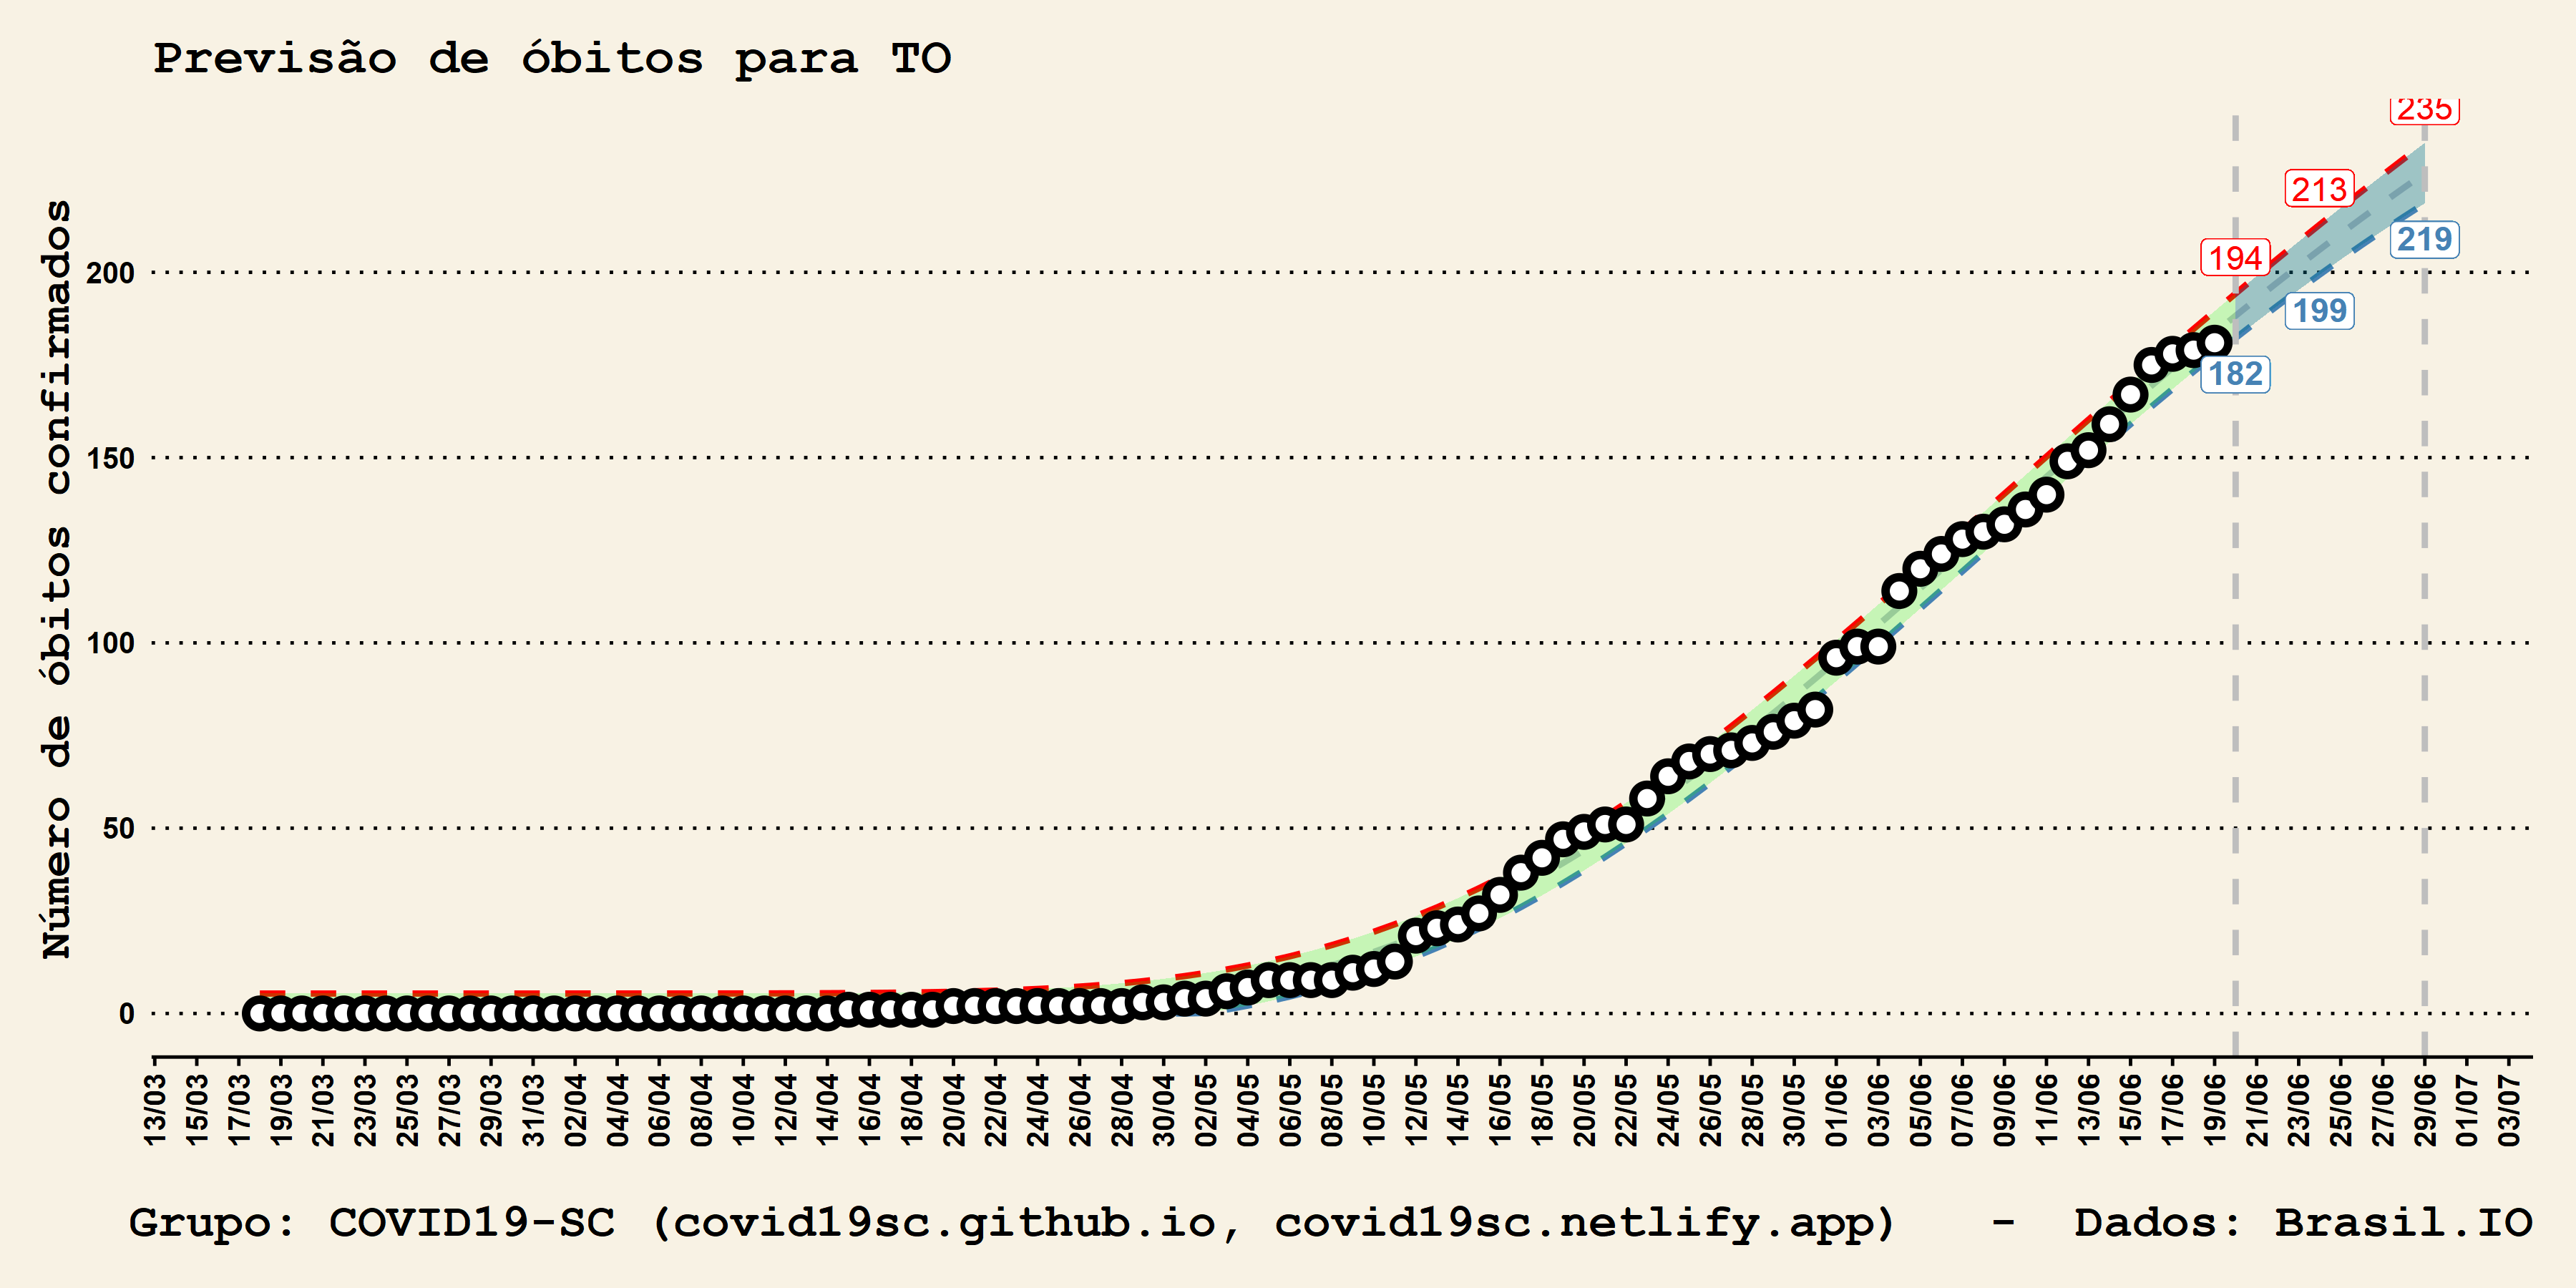 Previsão de óbitos para TO
Número de óbitos confirmados
200
150
100
50
0
235
213
194
219
199
182
13/03 15/03 17/03 19/03 21/03 23/03 25/03 27/03 29/03 31/03 02/04 04/04 06/04 08/04 10/04 12/04 14/04 16/04 18/04 20/04 22/04 24/04 26/04 28/04 30/04 02/05 04/05 06/05 08/05 10/05 12/05 14/05 16/05 18/05 20/05 22/05 24/05 26/05 28/05 30/05 01/06 03/06 05/06 07/06 09/06 11/06 13/06 15/06 17/06 19/06 21/06 23/06 25/06 27/06 29/06 01/07 03/07
Grupo: COVID19-SC (covid19sc.github.io, covid19sc.netlify.app) - Dados: Brasil.IO